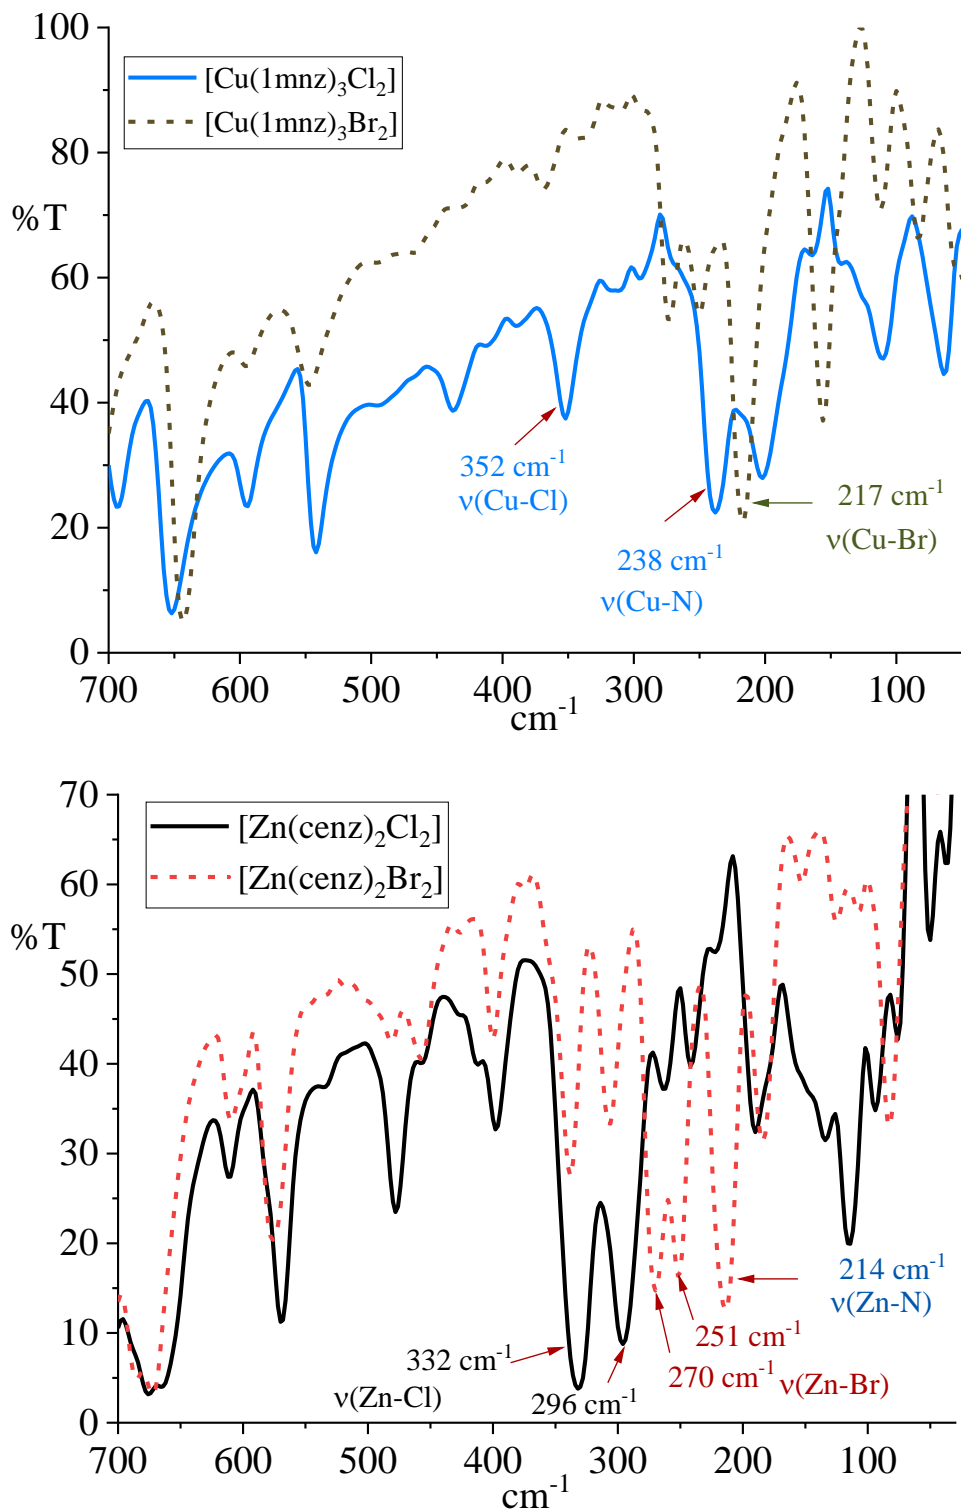 100
[Cu(1mnz)₃Cl₂]
[Cu(1mnz)₃Br₂]
80
%T
60
40
352 cm⁻¹
ν(Cu-Cl)
217 cm⁻¹
ν(Cu-Br)
20
238 cm⁻¹
ν(Cu-N)
0
700 600 500 400 300 200 100
cm⁻¹
70
[Zn(cenz)₂Cl₂]
[Zn(cenz)₂Br₂]
60
%T
50
40
30
20
214 cm⁻¹
ν(Zn-N)
10
332 cm⁻¹
ν(Zn-Cl)
296 cm⁻¹
251 cm⁻¹
270 cm⁻¹ ν(Zn-Br)
0
700 600 500 400 300 200 100
cm⁻¹